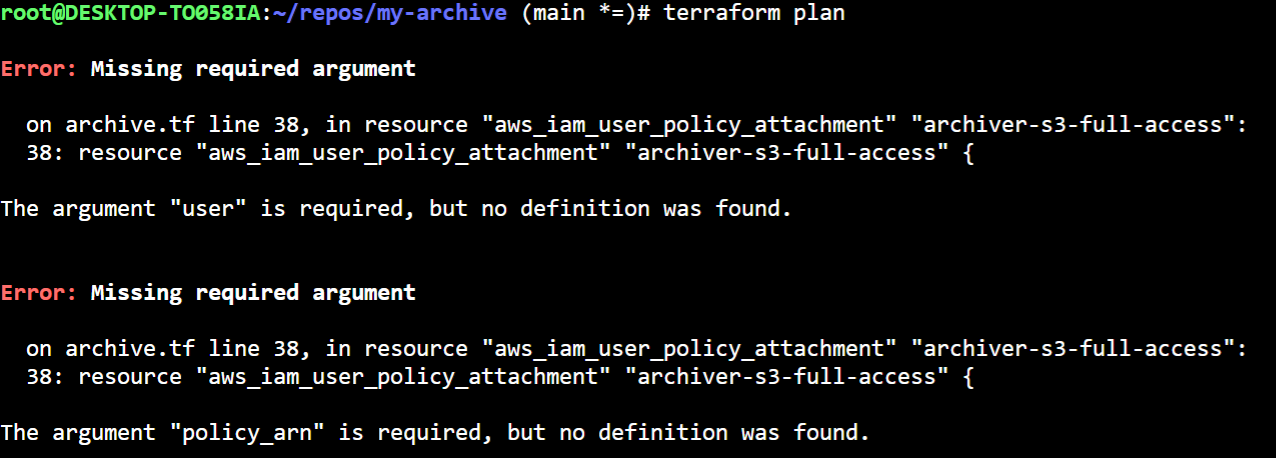 root@DESKTOP-TO058IA:~/repos/my-archive (main *=)# terraform plan
Error: Missing required argument
on archive.tf line 38, in resource "aws_iam_user_policy_attachment" "archiver-s3-full-access":
38: resource "aws_iam_user_policy_attachment" "archiver-s3-full-access" {
The argument "user" is required, but no definition was found.
Error: Missing required argument
on archive.tf line 38, in resource "aws_iam_user_policy_attachment" "archiver-s3-full-access":
38: resource "aws_iam_user_policy_attachment" "archiver-s3-full-access" {
The argument "policy_arn" is required, but no definition was found.